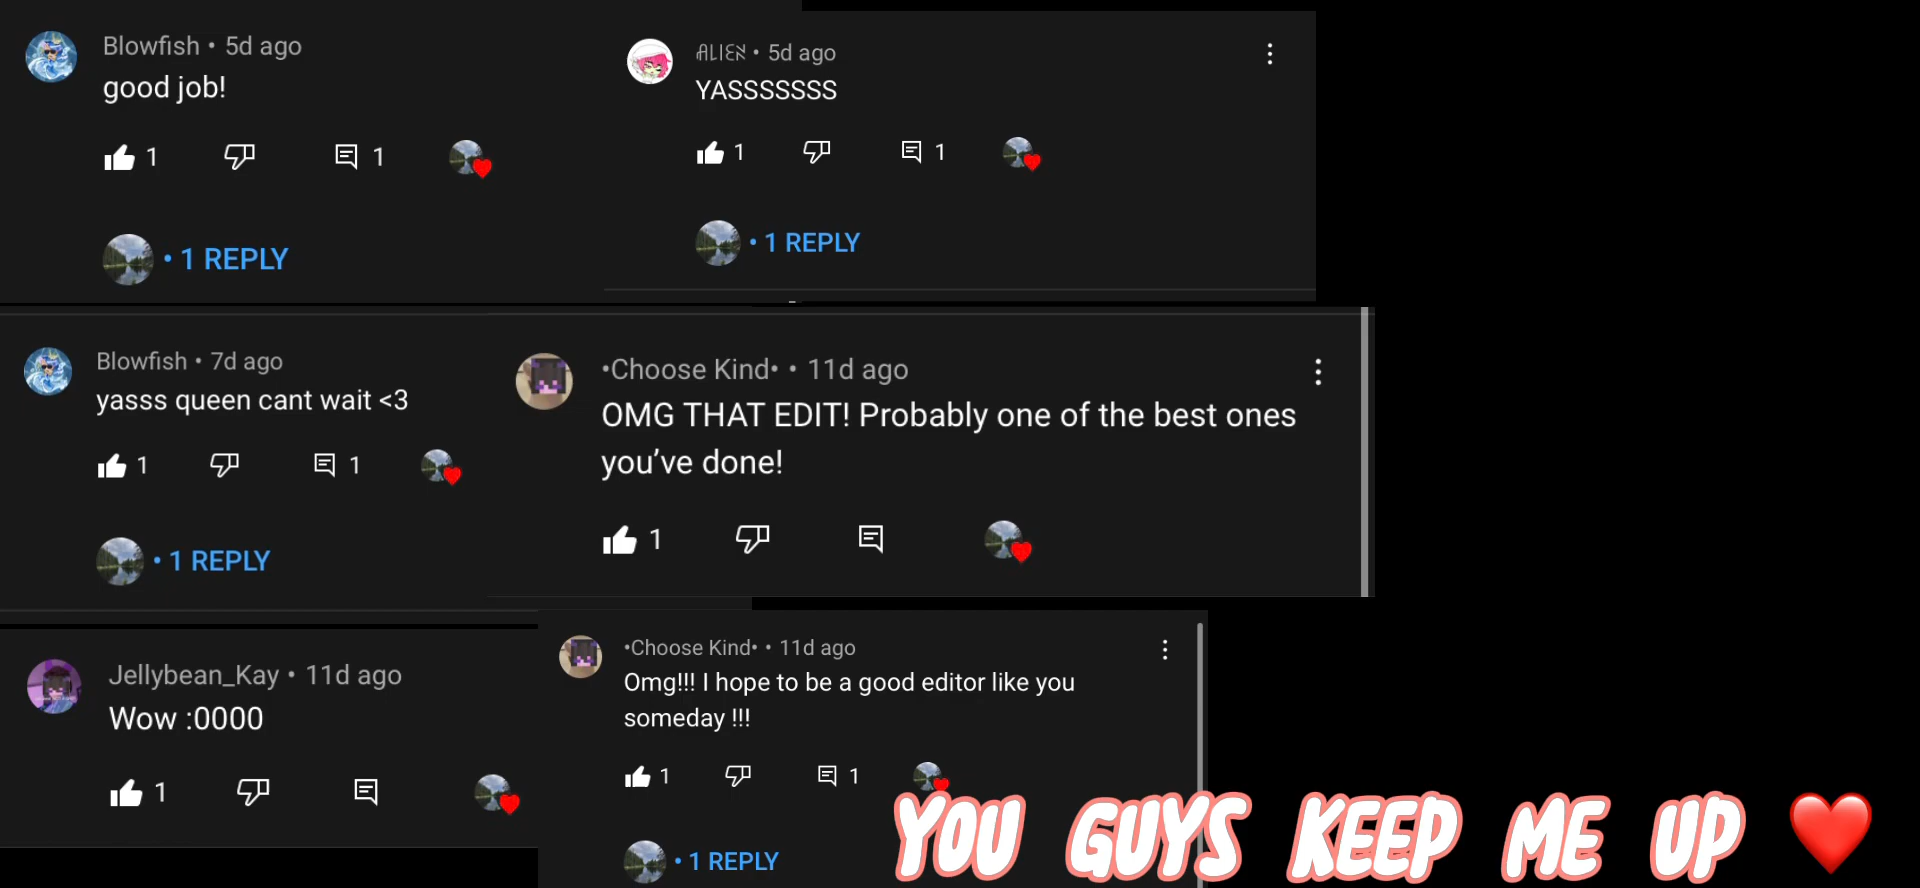 Blowfish • 5d ago
good job!
1
1
• 1 REPLY
ALIEN • 5d ago
YASSSSSSS
1
1
• 1 REPLY
Blowfish • 7d ago
yasss queen cant wait <3
1
1
• 1 REPLY
•Choose Kind• • 11d ago
OMG THAT EDIT! Probably one of the best ones
you’ve done!
1
Jellybean_Kay • 11d ago
Wow :0000
1
•Choose Kind• • 11d ago
Omg!!! I hope to be a good editor like you
someday !!!
1
1
• 1 REPLY
YOU GUYS KEEP ME UP ❤️